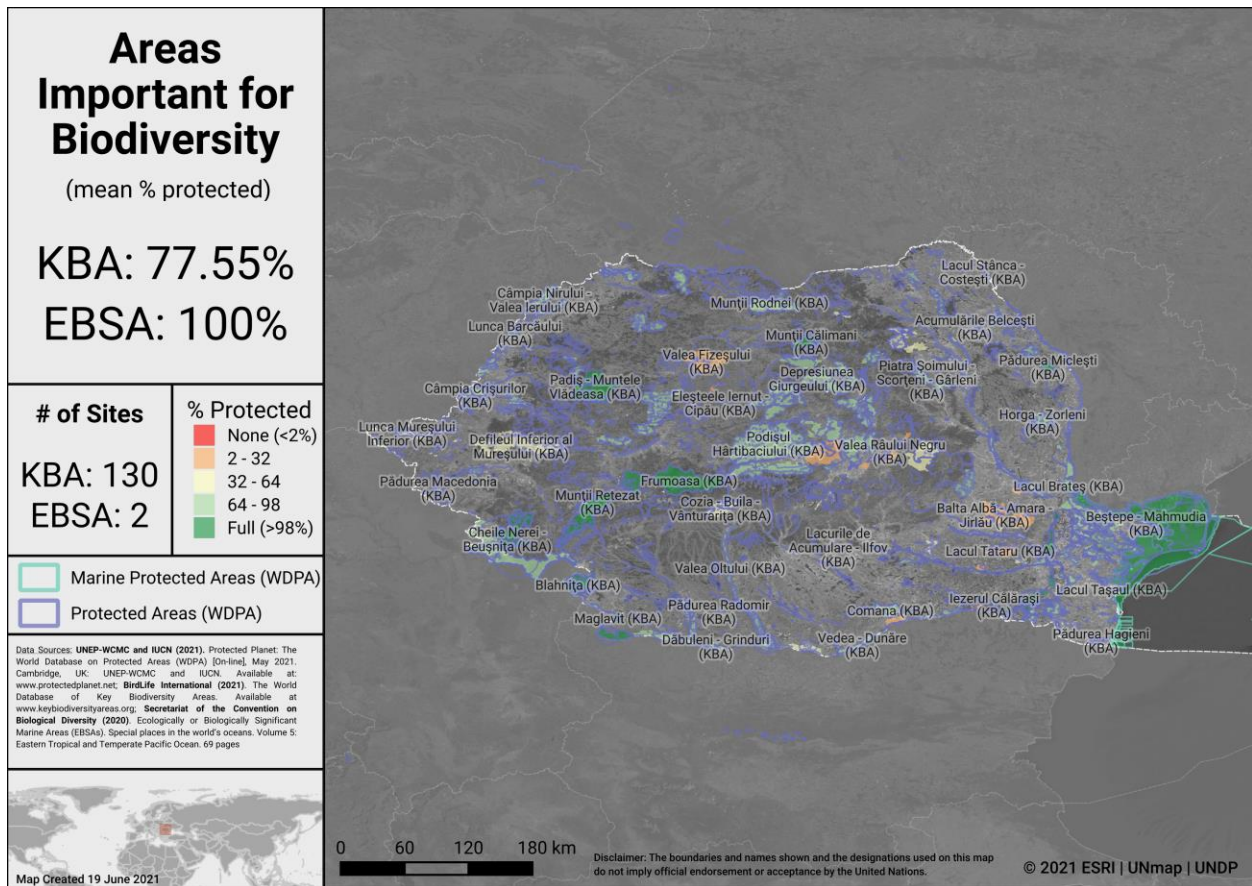 Areas
Important for
Biodiversity
(mean % protected)
KBA: 77.55%
EBSA: 100%
# of Sites
KBA: 130
EBSA: 2
% Protected
None (<2%)
2 - 32
32 - 64
64 - 98
Full (>98%)
Marine Protected Areas (WDPA)
Protected Areas (WDPA)
Data Sources: UNEP-WCMC and IUCN (2021). Protected Planet: The
World Database on Protected Areas (WDPA) [On-line], May 2021.
Cambridge, UK: UNEP-WCMC and IUCN. Available at:
www.protectedplanet.net; BirdLife International (2021). The World
Database of Key Biodiversity Areas. Available at
www.keybiodiversityareas.org; Secretariat of the Convention on
Biological Diversity (2020). Ecologically or Biologically Significant
Marine Areas (EBSAs). Special places in the world's oceans. Volume 5:
Eastern Tropical and Temperate Pacific Ocean. 69 pages
Map Created 19 June 2021
Lacul Stânca -
Costești (KBA)
Câmpia Nirului -
Valea Ierului (KBA)
Munții Rodnei (KBA)
Lunca Barcăului
(KBA)
Acumulările Belcești
(KBA)
Munții Călimani
(KBA)
Valea Fizeșului
(KBA)
Pădurea Miclești
(KBA)
Piatra Șoimului -
Scorțeni - Gârleni
(KBA)
Depresiunea
Giurgeului (KBA)
Padiș - Muntele
Vlădeasa (KBA)
Câmpia Crișurilor
(KBA)
Eleșteele Iernut -
Cipău (KBA)
Horga - Zorleni
(KBA)
Lunca Mureșului
Inferior (KBA)
Defileul Inferior al
Mureșului (KBA)
Podișul
Hârtibaciului (KBA)
Valea Râului Negru
(KBA)
Pădurea Macedonia
(KBA)
Frumoasa (KBA)
Lacul Brateș (KBA)
Munții Retezat
(KBA)
Cozia - Buila -
Vânturarița (KBA)
Balta Albă - Amara -
Jirlău (KBA)
Beștepe - Mahmudia
(KBA)
Cheile Nerei -
Beușnița (KBA)
Lacurile de
Acumulare - Ilfov
(KBA)
Lacul Tataru (KBA)
Valea Oltului (KBA)
Blahnița (KBA)
Lacul Tașaul (KBA)
Iezerul Călărași
(KBA)
Maglavit (KBA)
Pădurea Radomir
(KBA)
Comana (KBA)
Dăbuleni - Grinduri
(KBA)
Vedea - Dunăre
(KBA)
Pădurea Hagieni
(KBA)
0 60 120 180 km
Disclaimer: The boundaries and names shown and the designations used on this map
do not imply official endorsement or acceptance by the United Nations.
© 2021 ESRI | UNmap | UNDP